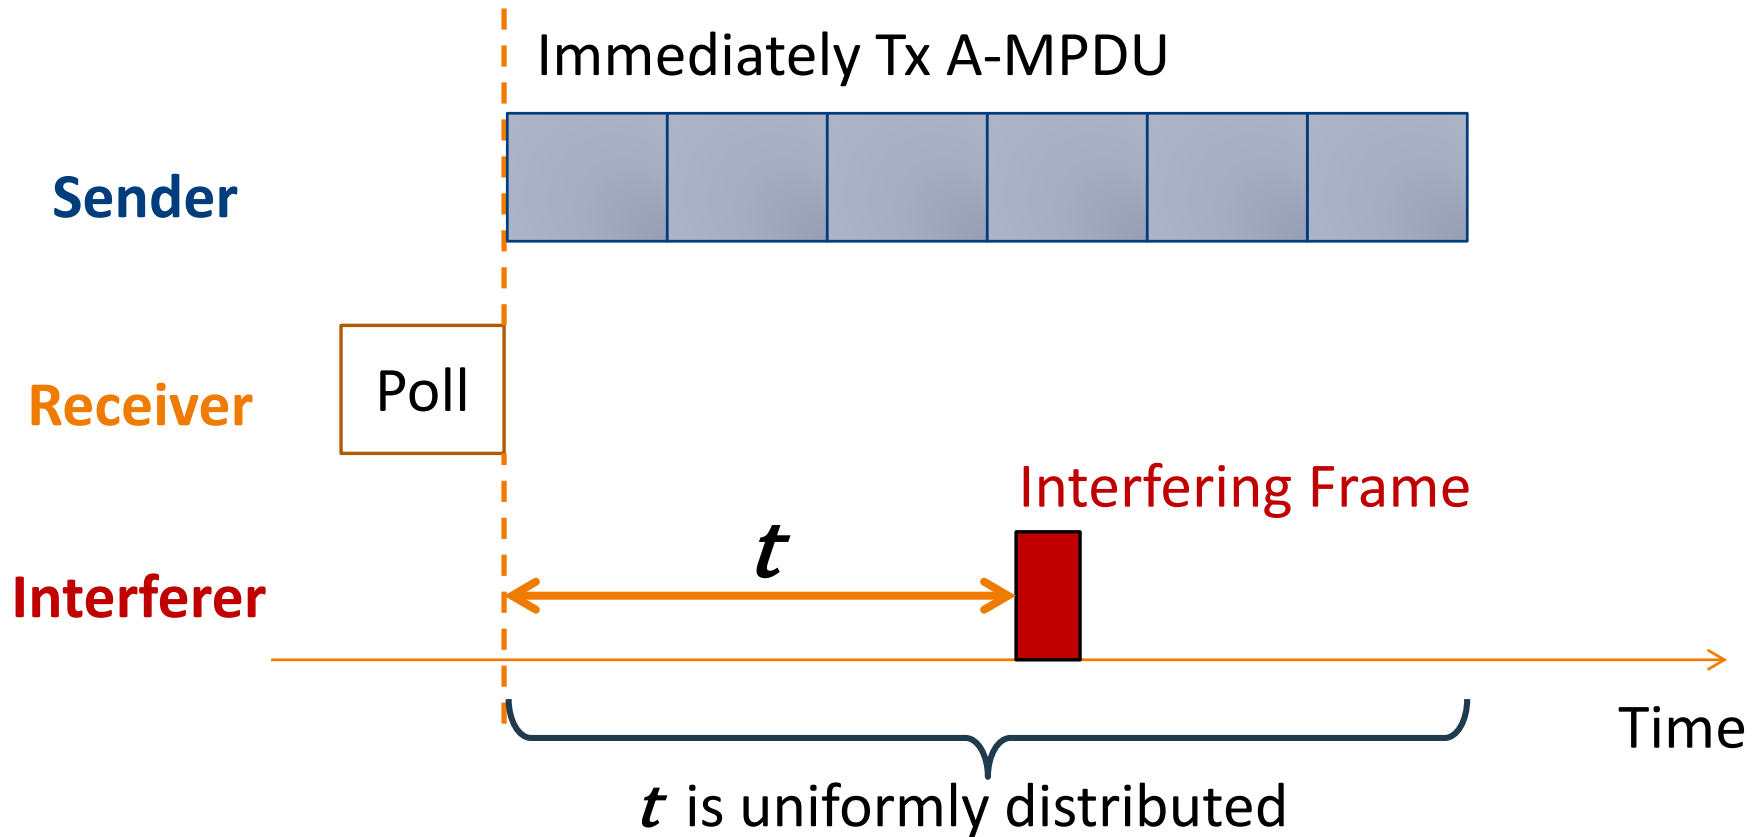 Immediately Tx A-MPDU
Sender
Poll
Receiver
Interfering Frame
t
Interferer
Time
t is uniformly distributed